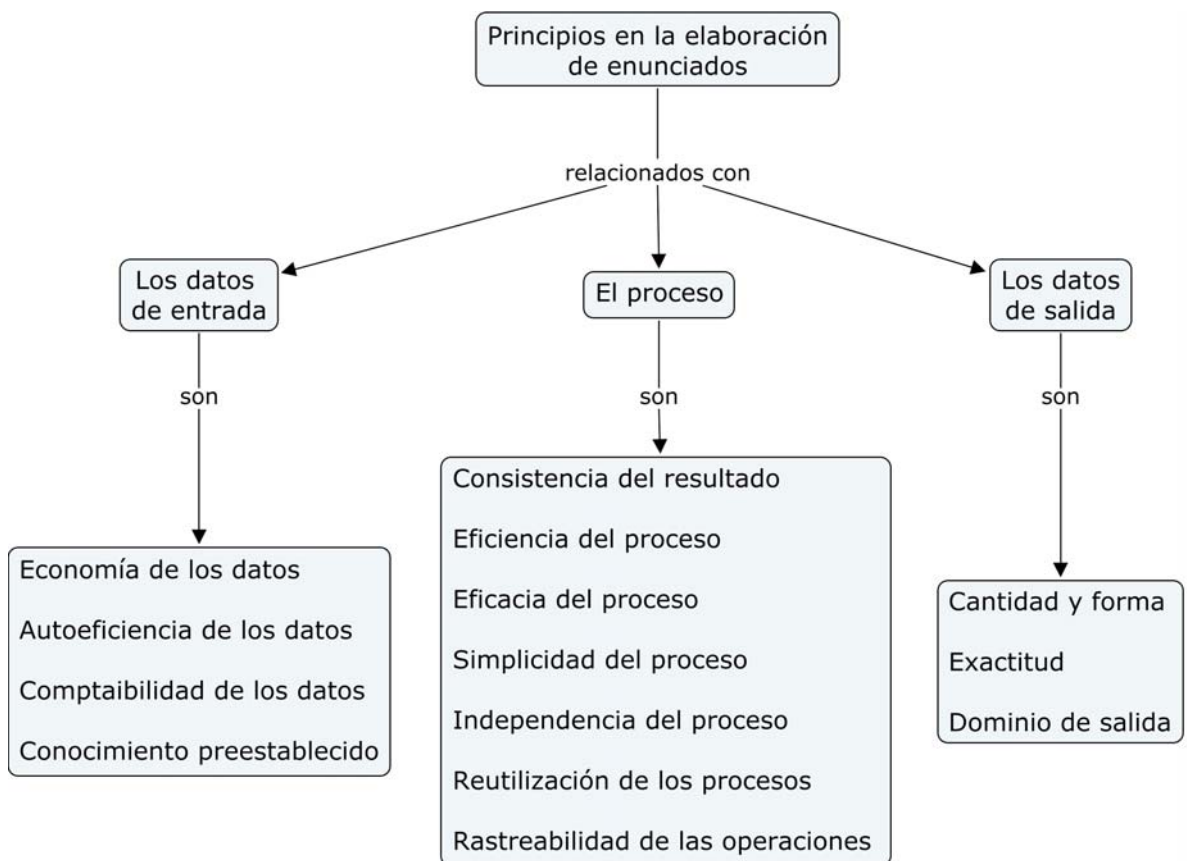 Principios en la elaboración
de enunciados
relacionados con
Los datos
de entrada
El proceso
Los datos
de salida
son
son
son
Economía de los datos
Autoeficiencia de los datos
Comptaibilidad de los datos
Conocimiento preestablecido
Consistencia del resultado
Eficiencia del proceso
Eficacia del proceso
Simplicidad del proceso
Independencia del proceso
Reutilización de los procesos
Rastreabilidad de las operaciones
Cantidad y forma
Exactitud
Dominio de salida